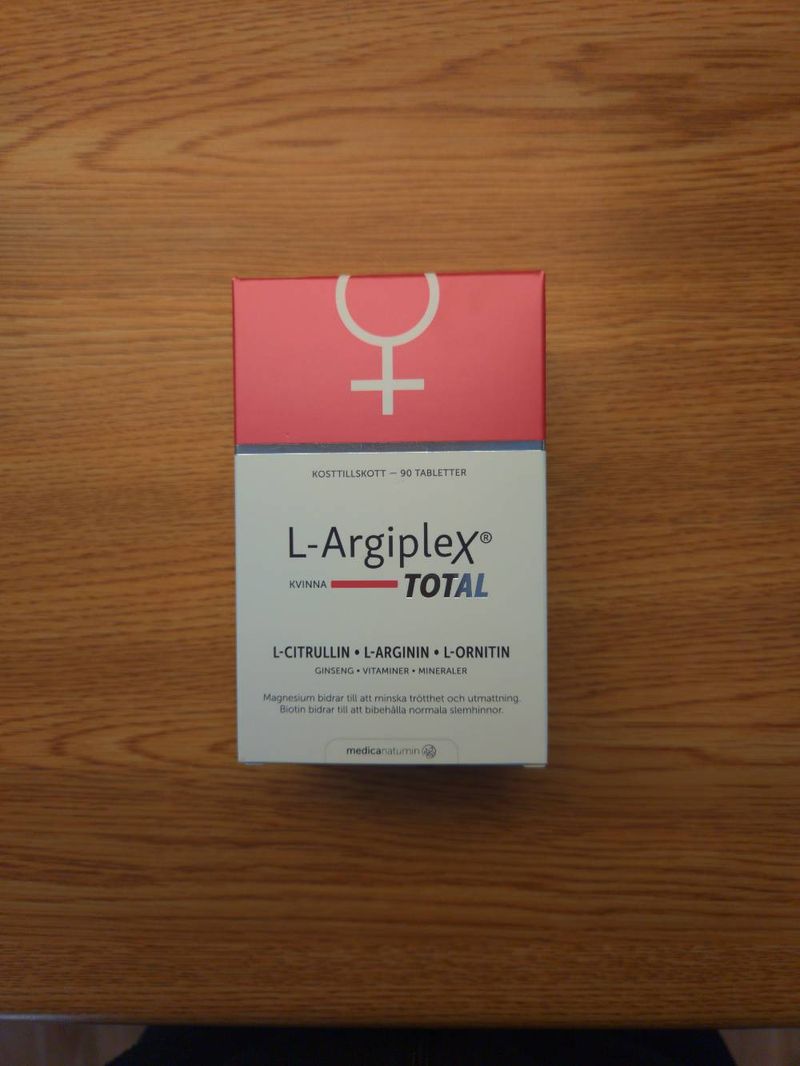 KOSTTILLSKOTT – 90 TABLETTER
L-Argiplex®
KVINNA TOTAL
L-CITRULLIN • L-ARGININ • L-ORNITIN
GINSENG • VITAMINER • MINERALER
Magnesium bidrar till att minska trötthet och utmattning.
Biotin bidrar till att bibehålla normala slemhinnor.
medicanatumin